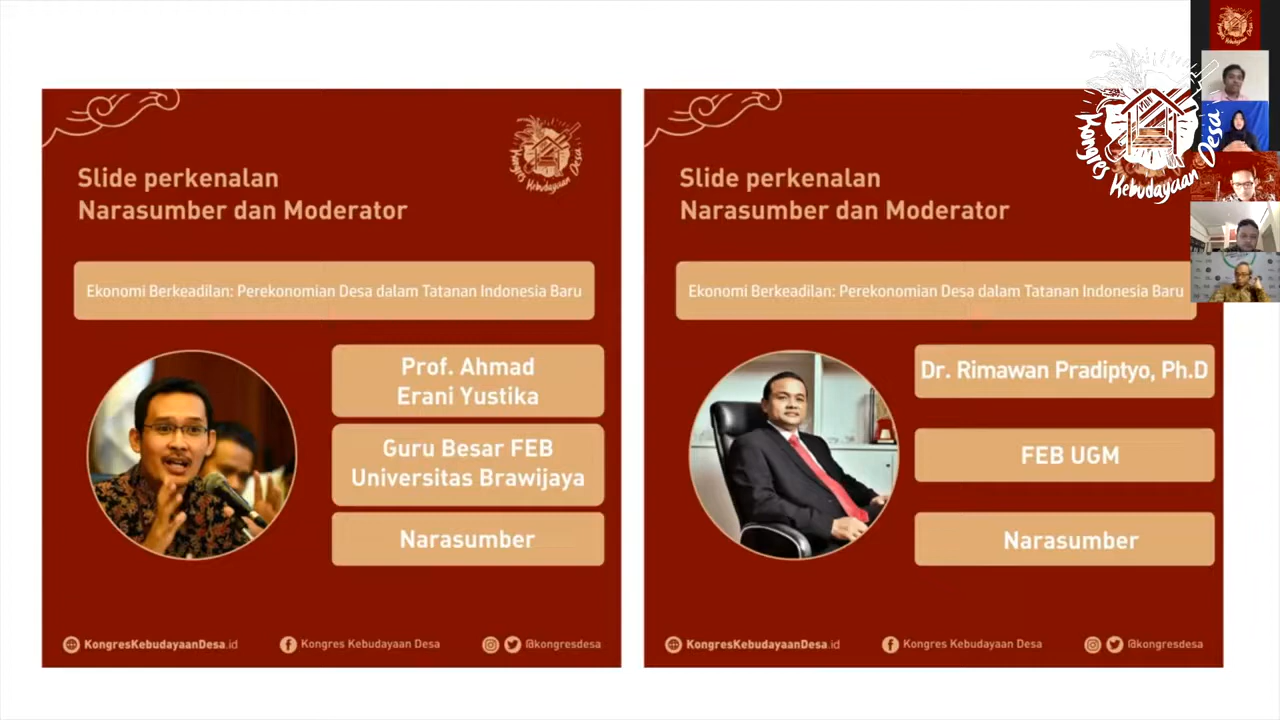 Slide perkenalan
Narasumber dan Moderator
Ekonomi Berkeadilan: Perekonomian Desa dalam Tatanan Indonesia Baru
Prof. Ahmad
Erani Yustika
Guru Besar FEB
Universitas Brawijaya
Narasumber
KongresKebudayaanDesa.id
Kongres Kebudayaan Desa
@kongresdesa
Kongres Kebudayaan Desa
Slide perkenalan
Narasumber dan Moderator
Ekonomi Berkeadilan: Perekonomian Desa dalam Tatanan Indonesia Baru
Dr. Rimawan Pradiptyo, Ph.D
FEB UGM
Narasumber
KongresKebudayaanDesa.id
Kongres Kebudayaan Desa
@kongresdesa
Kongres Kebudayaan Desa